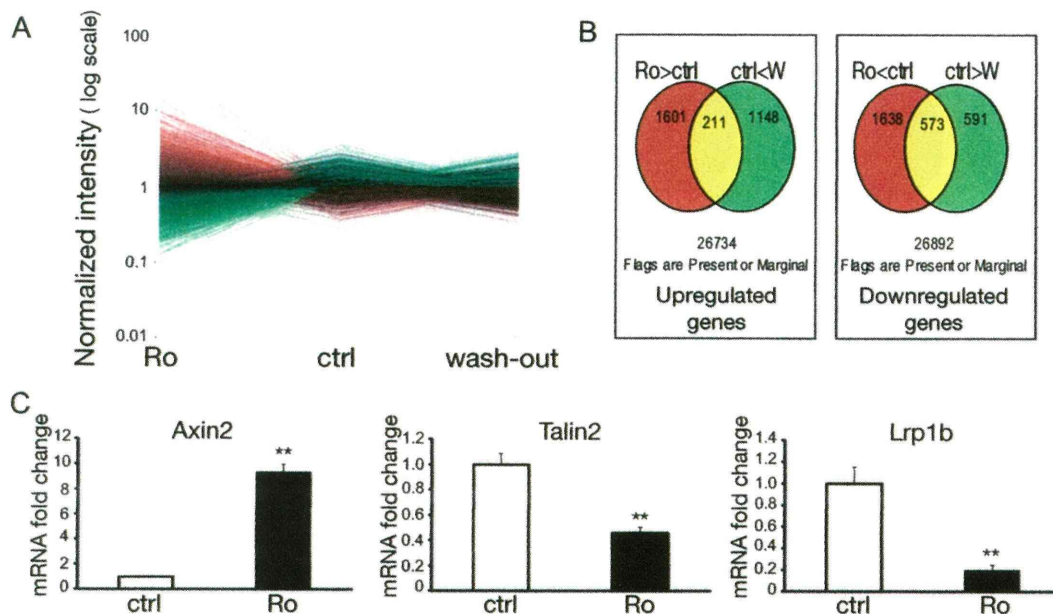 A
Normalized intensity ( log scale)
100
10
1
0.1
0.01
Ro ctrl wash-out
B
Ro>ctrl ctrl<W
1601 211 1148
26734
Flags are Present or Marginal
Upregulated
genes
Ro<ctrl ctrl>W
1638 573 591
26892
Flags are Present or Marginal
Downregulated
genes
C
Axin2
mRNA fold change
12
10
8
6
4
2
0
ctrl Ro
**
Talin2
mRNA fold change
1.2
1.0
0.8
0.6
0.4
0.2
0
ctrl Ro
**
Lrp1b
mRNA fold change
1.4
1.2
1.0
0.8
0.6
0.4
0.2
0
ctrl Ro
**